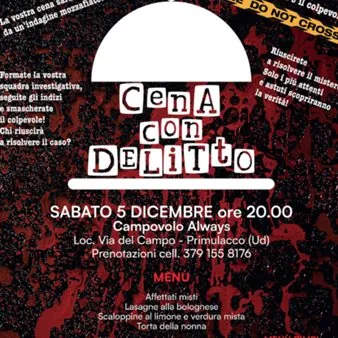 La vostra cena sarà
da un'indagine mozzafiato
DO NOT CROSS
il colpevole
Riuscirete
a risolvere il mistero
Solo i più attenti
e astuti scopriranno
la verità!
Formate la vostra
squadra investigativa,
seguite gli indizi
e smascherate
il colpevole!
Chi riuscirà
a risolvere il caso?
CenA
con
DELiTTo
SABATO 5 DICEMBRE ore 20.00
Campovolo Always
Loc. Via del Campo - Primulacco (Ud)
Prenotazioni cell. 379 155 8176
MENU
Affettati misti
Lasagne alla bolognese
Scaloppine al limone e verdura mista
Torta della nonna